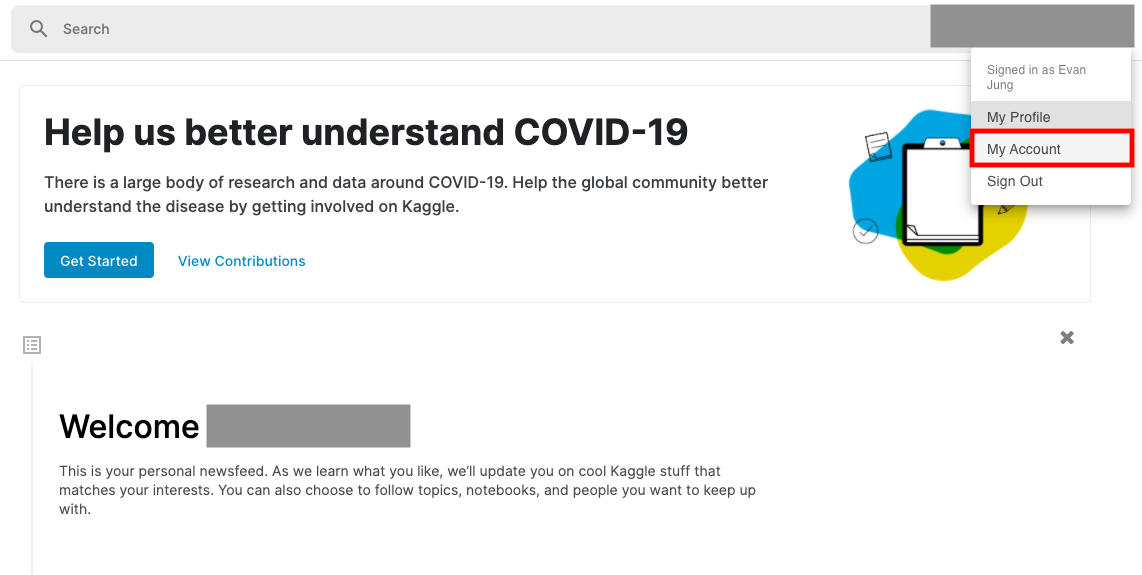 Search
Signed in as Evan
Jung
My Profile
My Account
Sign Out
Help us better understand COVID-19
There is a large body of research and data around COVID-19. Help the global community better
understand the disease by getting involved on Kaggle.
Get Started
View Contributions
Welcome
This is your personal newsfeed. As we learn what you like, we’ll update you on cool Kaggle stuff that
matches your interests. You can also choose to follow topics, notebooks, and people you want to keep up
with.